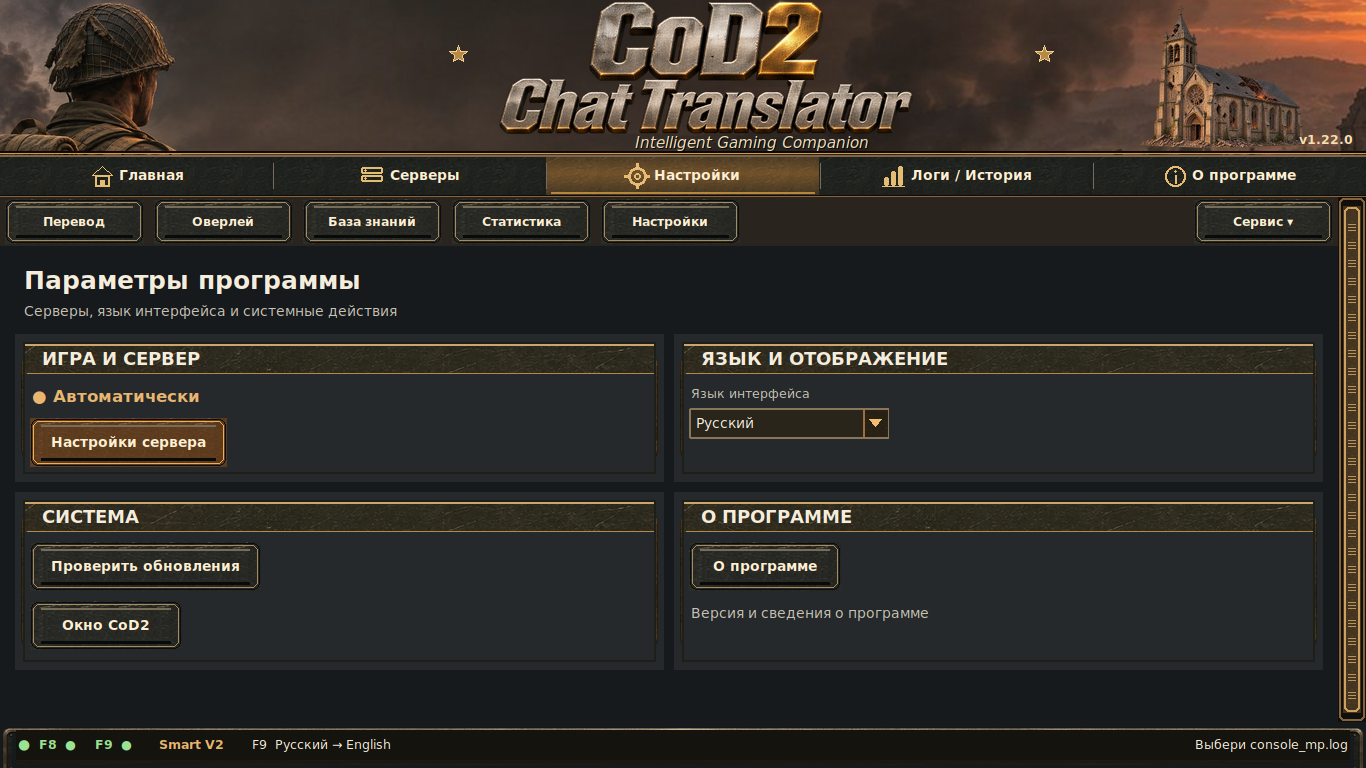 CoD2
Chat Translator
Intelligent Gaming Companion
v1.22.0
Главная
Серверы
Настройки
Логи / История
О программе
Перевод
Оверлей
База знаний
Статистика
Настройки
Сервис ▾
Параметры программы
Серверы, язык интерфейса и системные действия
ИГРА И СЕРВЕР
Автоматически
Настройки сервера
ЯЗЫК И ОТОБРАЖЕНИЕ
Язык интерфейса
Русский
СИСТЕМА
Проверить обновления
Окно CoD2
О ПРОГРАММЕ
О программе
Версия и сведения о программе
● F8 ● F9 ● Smart V2 F9 Русский → English
Выбери console_mp.log